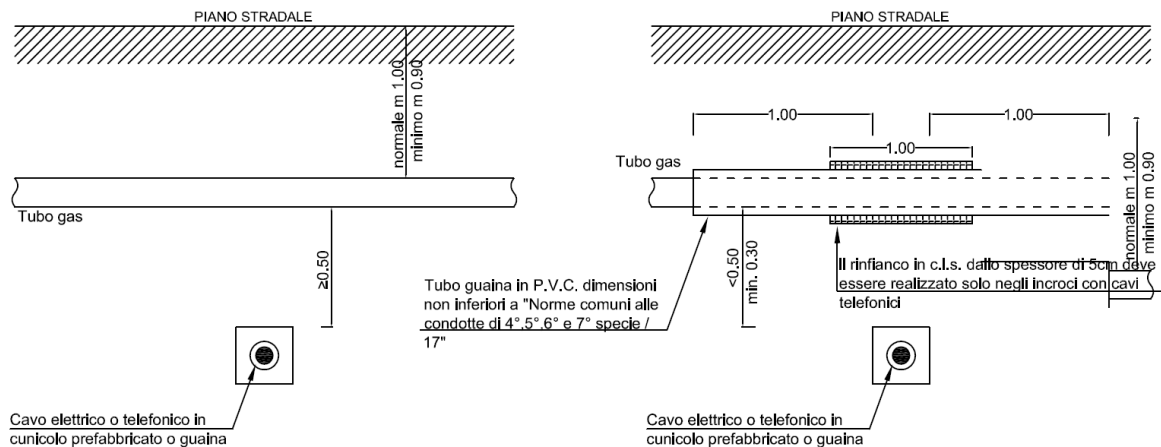 PIANO STRADALE
normale m 1.00
minimo m 0.90
Tubo gas
≥0.50
Cavo elettrico o telefonico in
cunicolo prefabbricato o guaina
PIANO STRADALE
1.00
1.00
1.00
Tubo gas
normale m 1.00
minimo m 0.90
<0.50
min. 0.30
Tubo guaina in P.V.C. dimensioni
non inferiori a "Norme comuni alle
condotte di 4°.5°.6° e 7° specie /
17"
Il rinfianco in c.l.s. dallo spessore di 5cm deve
essere realizzato solo negli incroci con cavi
telefonici
Cavo elettrico o telefonico in
cunicolo prefabbricato o guaina